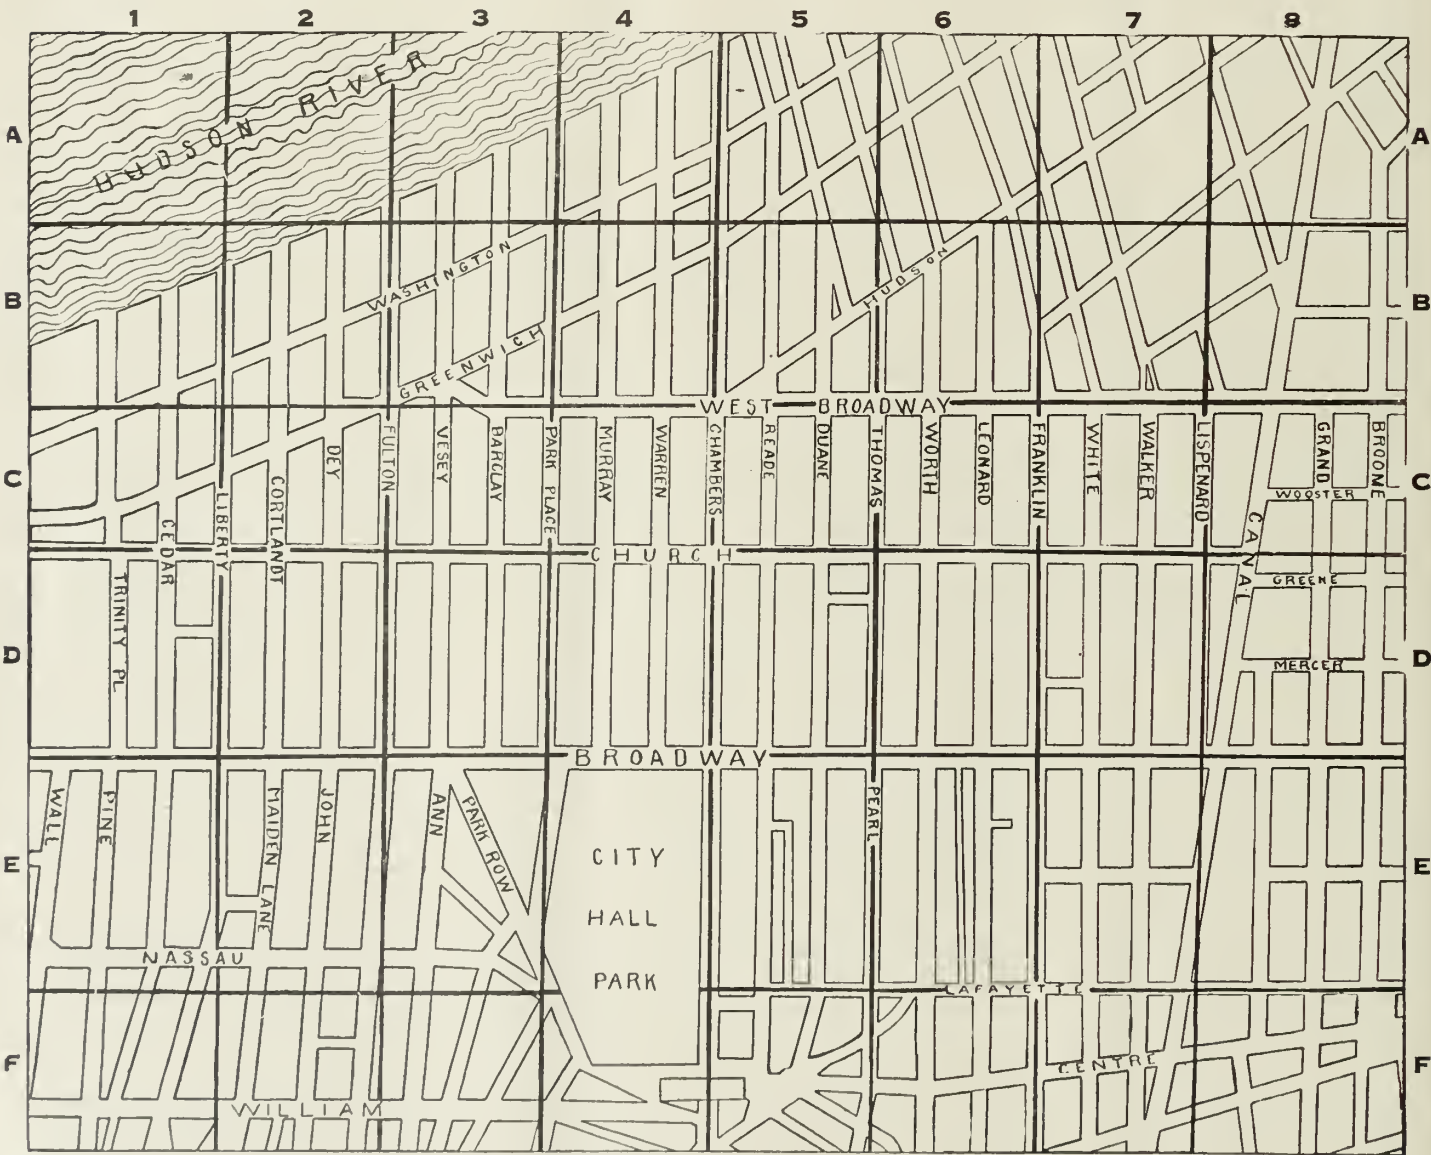 1 2 3 4 5 6 7 8
A A
HUDSON RIVER
B B
WASHINGTON
HUDSON
GREENWICH
WEST BROADWAY
C C
DEY
FULTON
VESEY
BARCLAY
PARK PLACE
MURRAY
WARREN
CHAMBERS
READE
DUANE
THOMAS
WORTH
LEONARD
FRANKLIN
WHITE
WALKER
LISPENARD
GRAND
BROOME
WOOSTER
CEDAR
LIBERTY
CORTLANDT
CANAL
CHURCH
D D
TRINITY PL
GREENE
MERCER
BROADWAY
E E
WALL
PINE
MAIDEN LANE
JOHN
ANN
PARK ROW
CITY
HALL
PARK
PEARL
NASSAU
LAFAYETTE
F F
CENTRE
WILLIAM